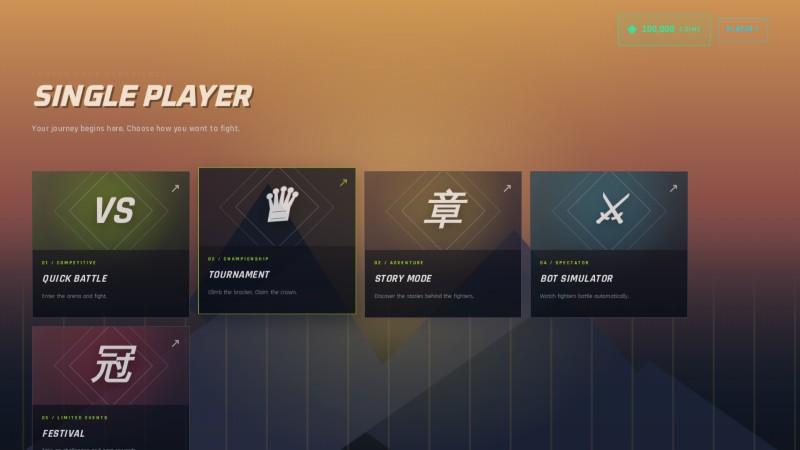 100,000 COINS
SINGLE PLAYER
Your journey begins here. Choose how you want to fight.
VS
01 / COMPETITIVE
QUICK BATTLE
Enter the arena and fight.
02 / CHAMPIONSHIP
TOURNAMENT
Climb the bracket. Claim the crown.
章
STORY MODE
Discover the stories behind the fighters.
04 / SPECTATOR
BOT SIMULATOR
Watch fighters battle automatically.
冠
05 / LIMITED EVENTS
FESTIVAL